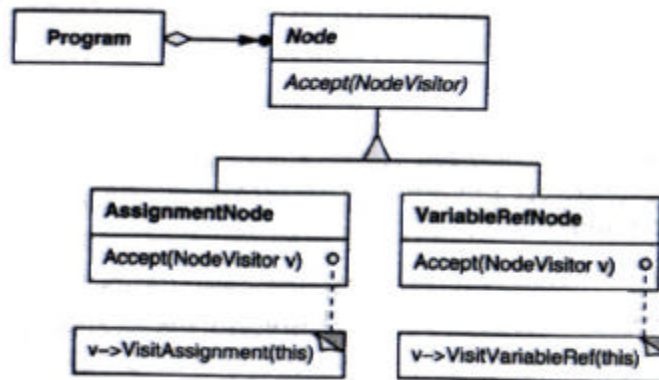 Program
Node
Accept(NodeVisitor)
AssignmentNode
VariableRefNode
Accept(NodeVisitor v)
Accept(NodeVisitor v)
v–>VisitAssignment(this)
v–>VisitVariableRef(this)